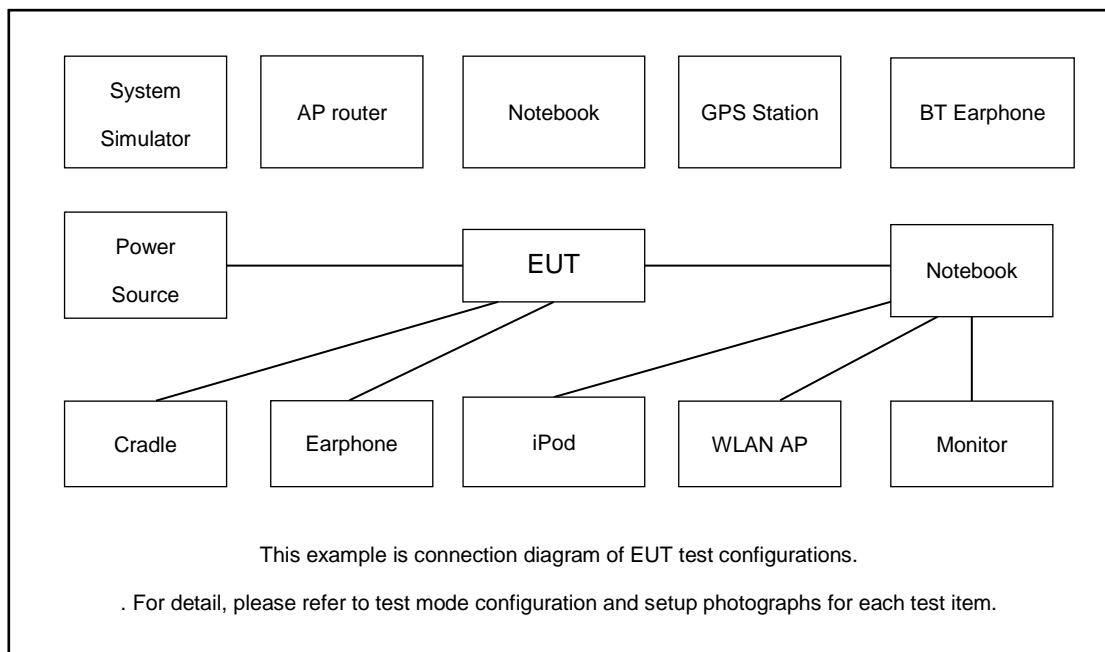 System
Simulator
AP router
Notebook
GPS Station
BT Earphone
Power
Source
EUT
Notebook
Cradle
Earphone
iPod
WLAN AP
Monitor
This example is connection diagram of EUT test configurations.
. For detail, please refer to test mode configuration and setup photographs for each test item.